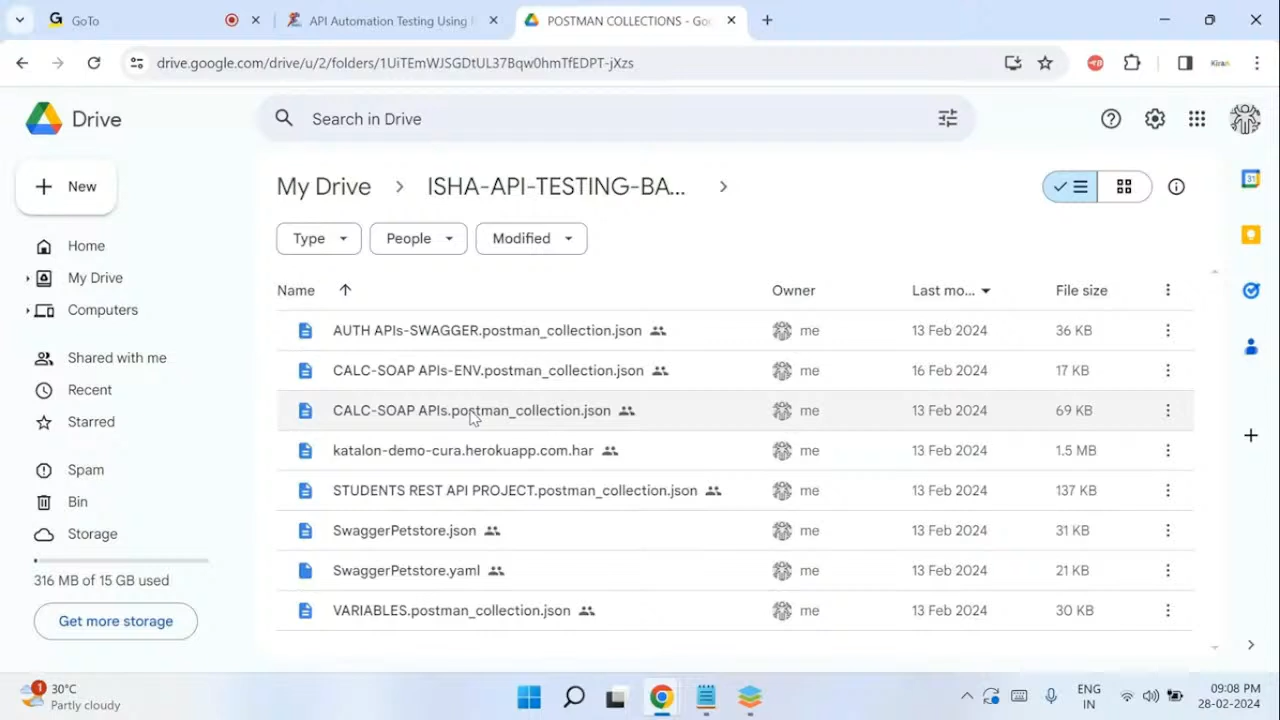 GoTo
API Automation Testing Using
POSTMAN COLLECTIONS - Goo
drive.google.com/drive/u/2/folders/1UiTEmWJSGDtUL37Bqw0hmTfEDPT-jXzs
Kiran
Drive
Search in Drive
New
My Drive
ISHA-API-TESTING-BA...
Home
My Drive
Computers
Shared with me
Recent
Starred
Spam
Bin
Storage
316 MB of 15 GB used
Get more storage
Type
People
Modified
Name
Owner
Last mo...
File size
AUTH APIs-SWAGGER.postman_collection.json me 13 Feb 2024 36 KB
CALC-SOAP APIs-ENV.postman_collection.json me 16 Feb 2024 17 KB
CALC-SOAP APIs.postman_collection.json me 13 Feb 2024 69 KB
katalon-demo-cura.herokuapp.com.har me 13 Feb 2024 1.5 MB
STUDENTS REST API PROJECT.postman_collection.json me 13 Feb 2024 137 KB
SwaggerPetstore.json me 13 Feb 2024 31 KB
SwaggerPetstore.yaml me 13 Feb 2024 21 KB
VARIABLES.postman_collection.json me 13 Feb 2024 30 KB
31
1
30°C
Partly cloudy
ENG
IN
09:08 PM
28-02-2024